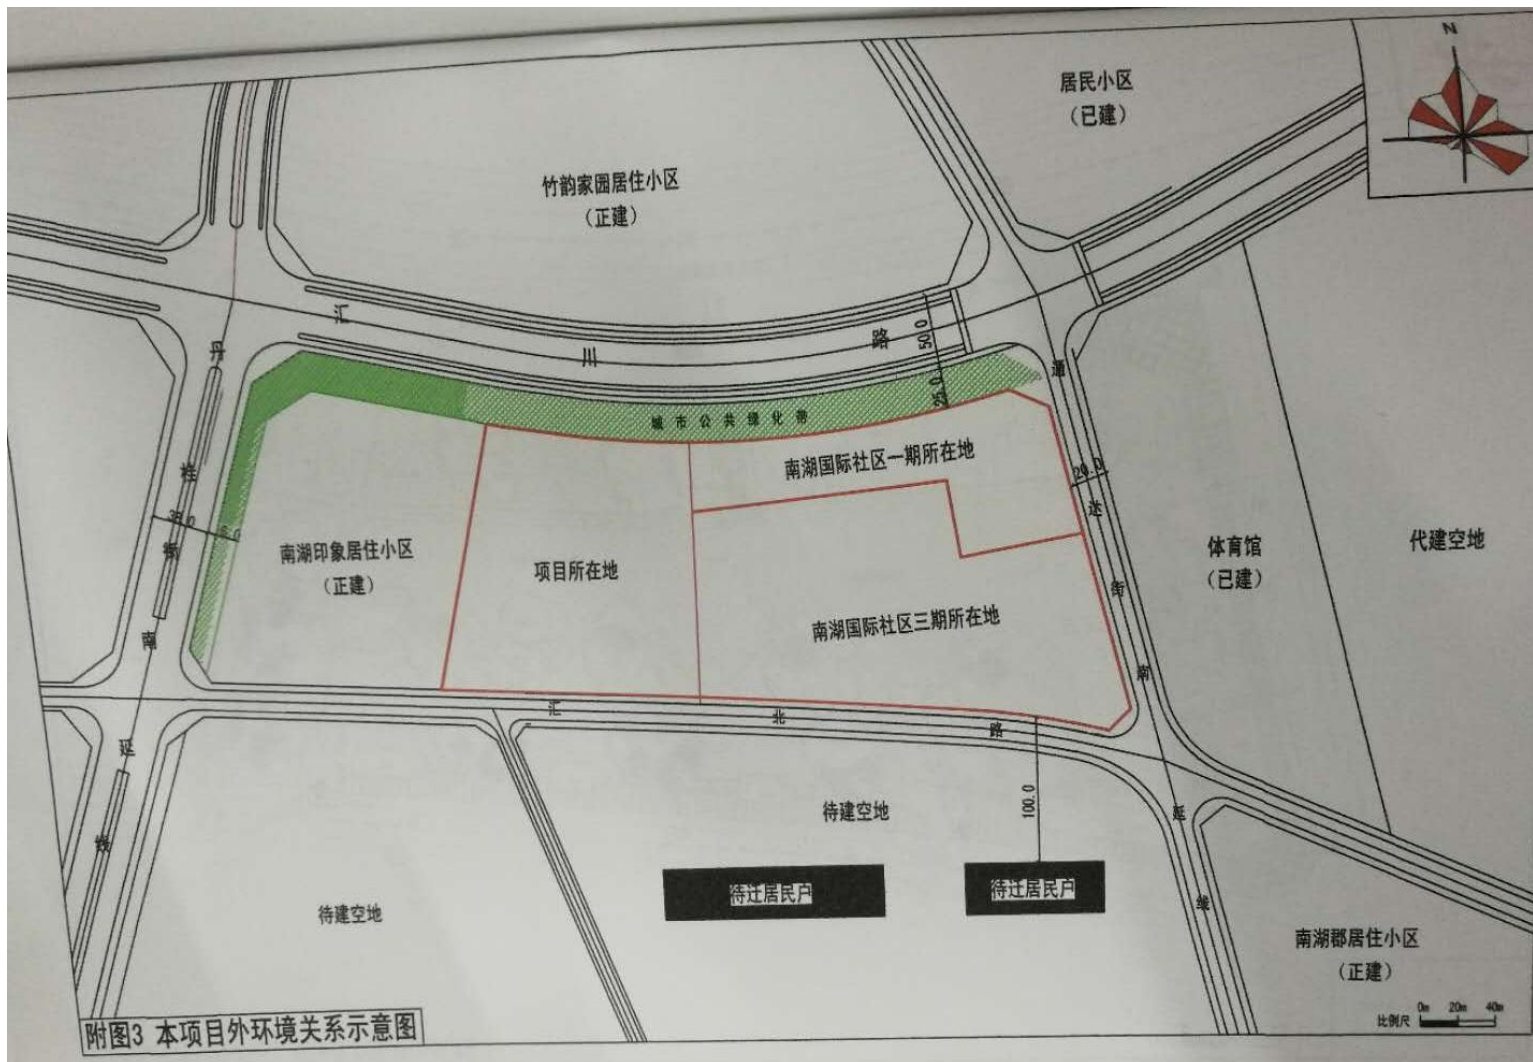 N
居民小区
（已建）
竹韵家园居住小区
（正建）
汇川路
50.0
25.0
城市公共绿化带
丹桂街南延线
38.0
通达街南延线
20.0
南湖国际社区一期所在地
南湖印象居住小区
（正建）
项目所在地
南湖国际社区三期所在地
体育馆
（已建）
代建空地
汇北路
待建空地
100.0
待迁居民户
待迁居民户
待建空地
南湖郡居住小区
（正建）
比例尺
0m 20m 40m
附图3 本项目外环境关系示意图